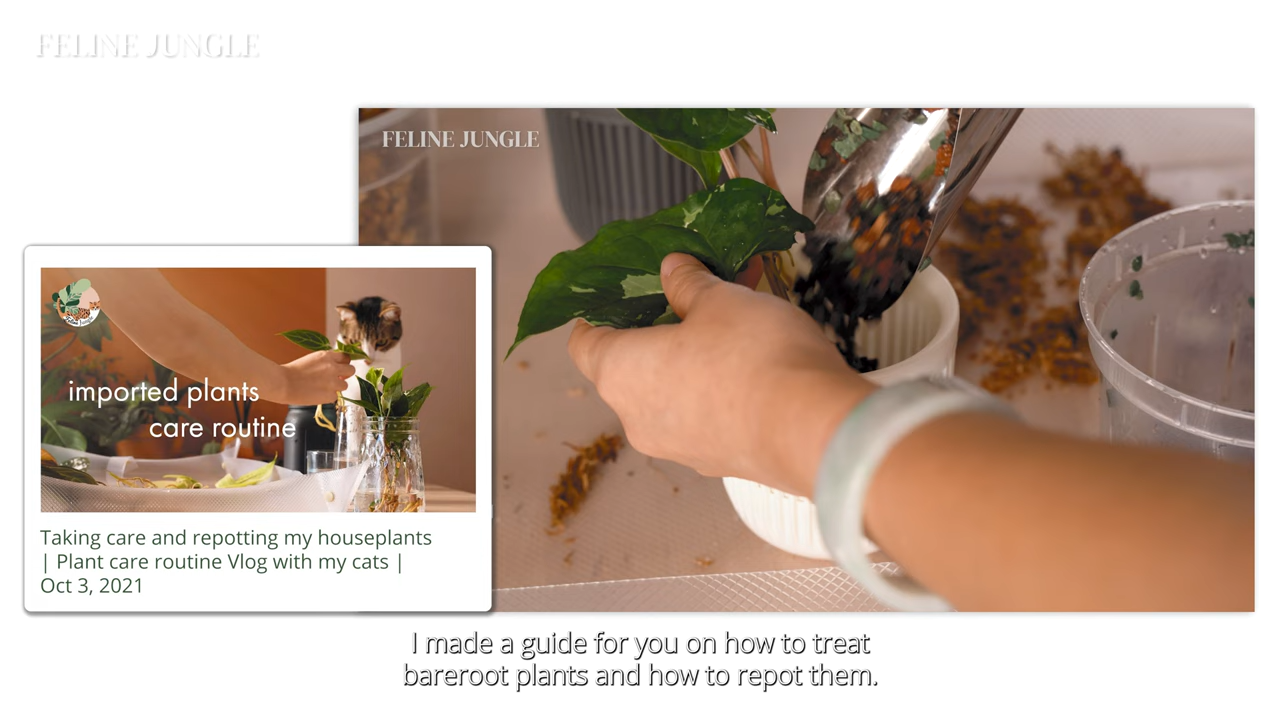 FELINE JUNGLE
FELINE JUNGLE
imported plants
care routine
Taking care and repotting my houseplants
| Plant care routine Vlog with my cats |
Oct 3, 2021
I made a guide for you on how to treat
bareroot plants and how to repot them.